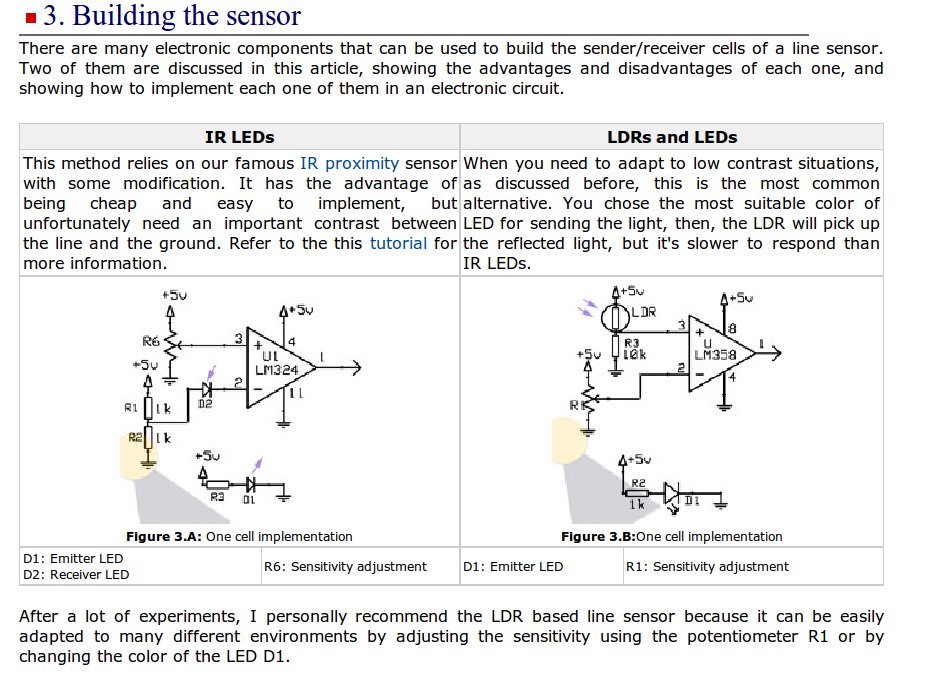 3. Building the sensor
There are many electronic components that can be used to build the sender/receiver cells of a line sensor.
Two of them are discussed in this article, showing the advantages and disadvantages of each one, and
showing how to implement each one of them in an electronic circuit.
IR LEDs
This method relies on our famous IR proximity sensor
with some modification. It has the advantage of
being cheap and easy to implement, but
unfortunately need an important contrast between
the line and the ground. Refer to the this tutorial for
more information.
LDRs and LEDs
When you need to adapt to low contrast situations,
as discussed before, this is the most common
alternative. You chose the most suitable color of
LED for sending the light, then, the LDR will pick up
the reflected light, but it's slower to respond than
IR LEDs.
+5v
+5v
R6
3
+
4
U1
LM324
1
+5v
2
-
11
R1
1k
D2
R2
1k
+5v
R3
D1
Figure 3.A: One cell implementation
+5v
LDR
+5v
3
+
8
R3
10k
U
LM358
1
+5v
2
-
4
R1
+5v
R2
1k
D1
Figure 3.B:One cell implementation
D1: Emitter LED
D2: Receiver LED
R6: Sensitivity adjustment
D1: Emitter LED
R1: Sensitivity adjustment
After a lot of experiments, I personally recommend the LDR based line sensor because it can be easily
adapted to many different environments by adjusting the sensitivity using the potentiometer R1 or by
changing the color of the LED D1.